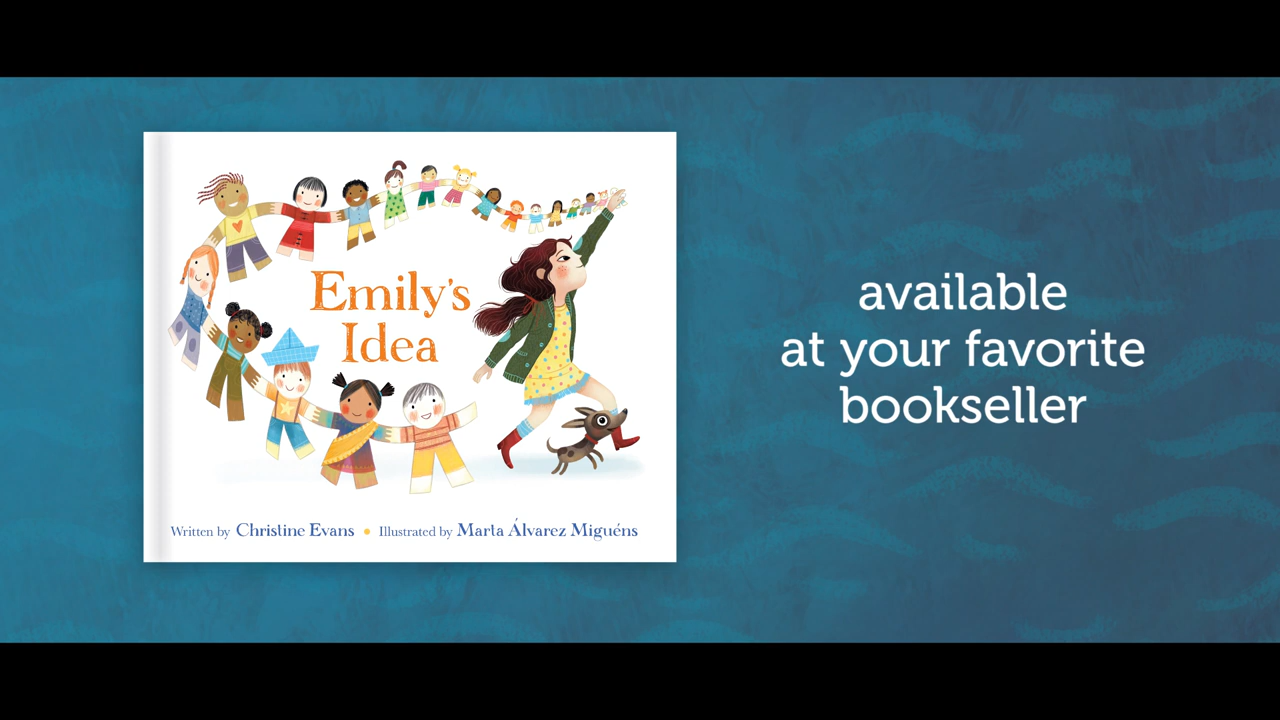 Emily's
Idea
Written by Christine Evans • Illustrated by Marta Álvarez Miguéns
available
at your favorite
bookseller